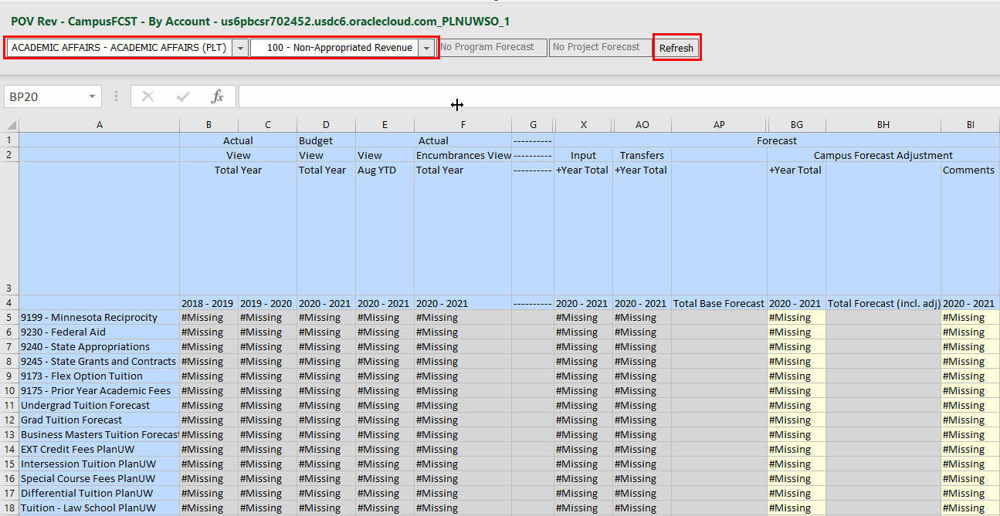 POV Rev - CampusFCST - By Account - us6pbcsr702452.usdc6.oraclecloud.com_PLNUWSO_1
ACADEMIC AFFAIRS - ACADEMIC AFFAIRS (PLT) 100 - Non-Appropriated Revenue No Program Forecast No Project Forecast Refresh
BP20 fx
A B C D E F G X AO AP BG BH BI
1 Actual Budget Actual ---------- Forecast
2 View View View Encumbrances View ---------- Input Transfers Campus Forecast Adjustment
Total Year Total Year Aug YTD Total Year ---------- +Year Total +Year Total +Year Total Comments
3
4 2018 - 2019 2019 - 2020 2020 - 2021 2020 - 2021 2020 - 2021 ---------- 2020 - 2021 2020 - 2021 Total Base Forecast 2020 - 2021 Total Forecast (incl. adj) 2020 - 2021
5 9199 - Minnesota Reciprocity #Missing #Missing #Missing #Missing #Missing #Missing #Missing #Missing #Missing
6 9230 - Federal Aid #Missing #Missing #Missing #Missing #Missing #Missing #Missing #Missing #Missing
7 9240 - State Appropriations #Missing #Missing #Missing #Missing #Missing #Missing #Missing #Missing #Missing
8 9245 - State Grants and Contracts #Missing #Missing #Missing #Missing #Missing #Missing #Missing #Missing #Missing
9 9173 - Flex Option Tuition #Missing #Missing #Missing #Missing #Missing #Missing #Missing #Missing #Missing
10 9175 - Prior Year Academic Fees #Missing #Missing #Missing #Missing #Missing #Missing #Missing #Missing #Missing
11 Undergrad Tuition Forecast #Missing #Missing #Missing #Missing #Missing #Missing #Missing #Missing #Missing
12 Grad Tuition Forecast #Missing #Missing #Missing #Missing #Missing #Missing #Missing #Missing #Missing
13 Business Masters Tuition Forecast #Missing #Missing #Missing #Missing #Missing #Missing #Missing #Missing #Missing
14 EXT Credit Fees PlanUW #Missing #Missing #Missing #Missing #Missing #Missing #Missing #Missing #Missing
15 Intersession Tuition PlanUW #Missing #Missing #Missing #Missing #Missing #Missing #Missing #Missing #Missing
16 Special Course Fees PlanUW #Missing #Missing #Missing #Missing #Missing #Missing #Missing #Missing #Missing
17 Differential Tuition PlanUW #Missing #Missing #Missing #Missing #Missing #Missing #Missing #Missing #Missing
18 Tuition - Law School PlanUW #Missing #Missing #Missing #Missing #Missing #Missing #Missing #Missing #Missing